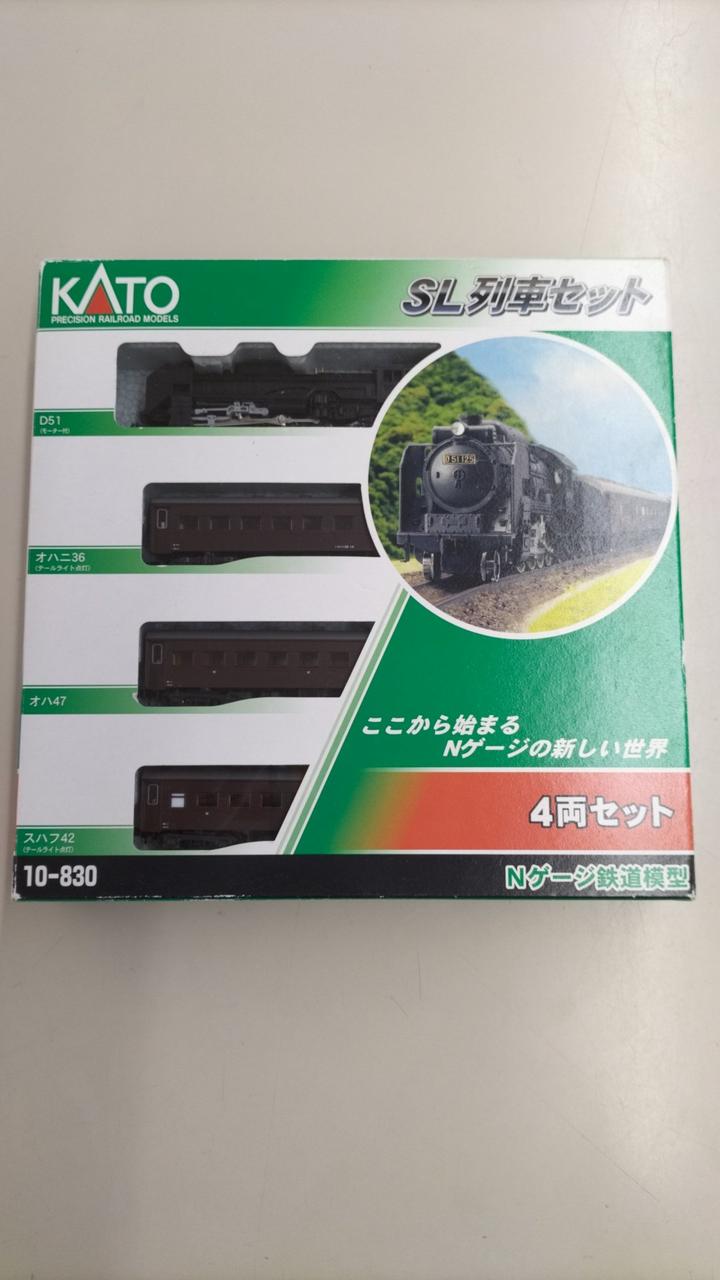 KATO
PRECISION RAILROAD MODELS
SL列車セット
D51
(モーター付)
D51125
オハニ36
(テールライト点灯)
オハ47
ここから始まる
Nゲージの新しい世界
4両セット
スハフ42
(テールライト点灯)
10-830
Nゲージ鉄道模型